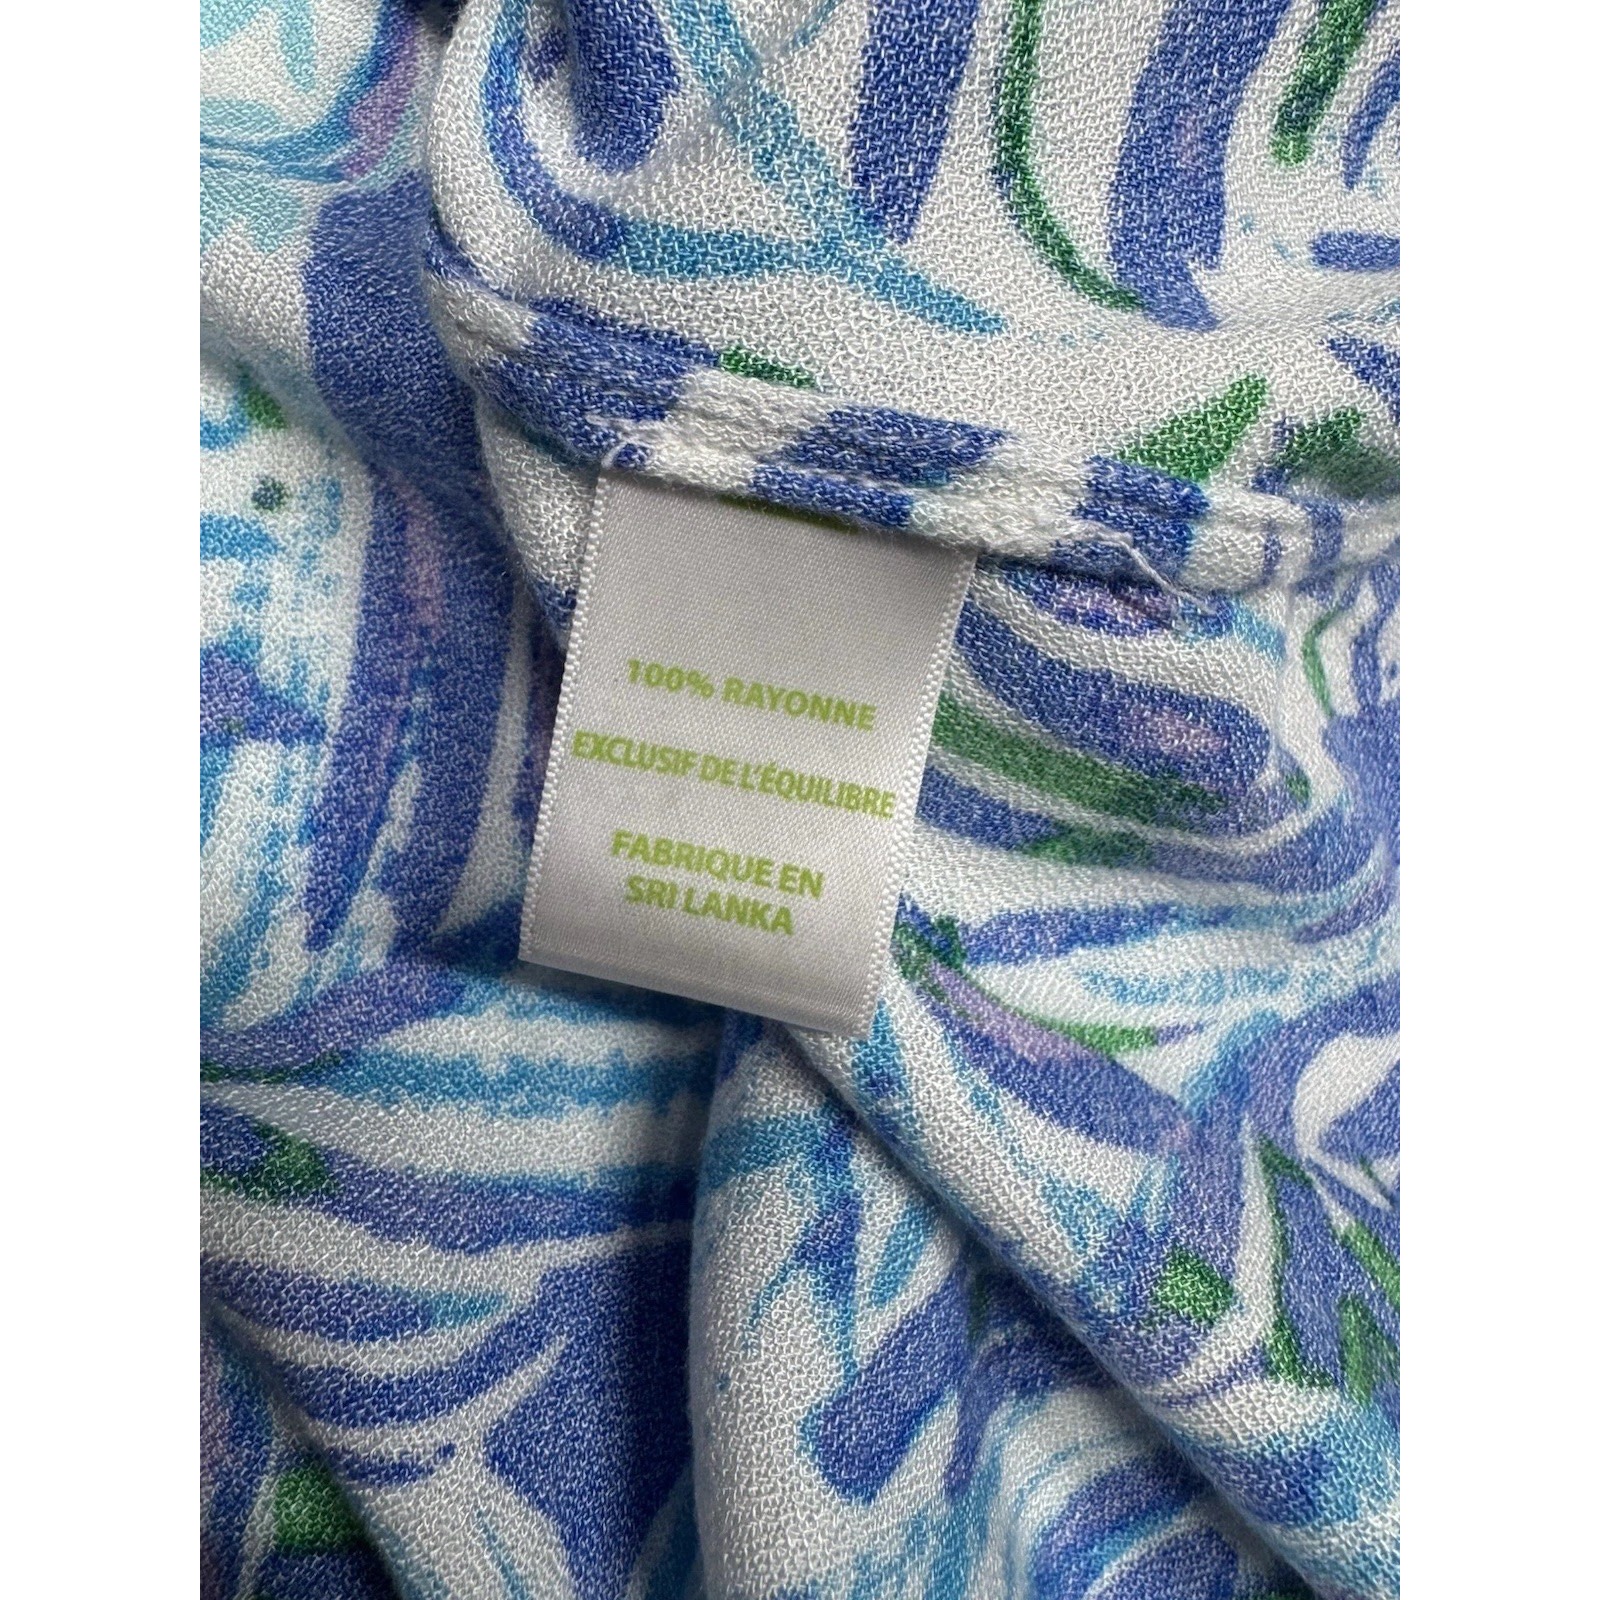 100% RAYONNE
EXCLUSIF DE L'ÉQUILIBRE
FABRIQUE EN
SRI LANKA